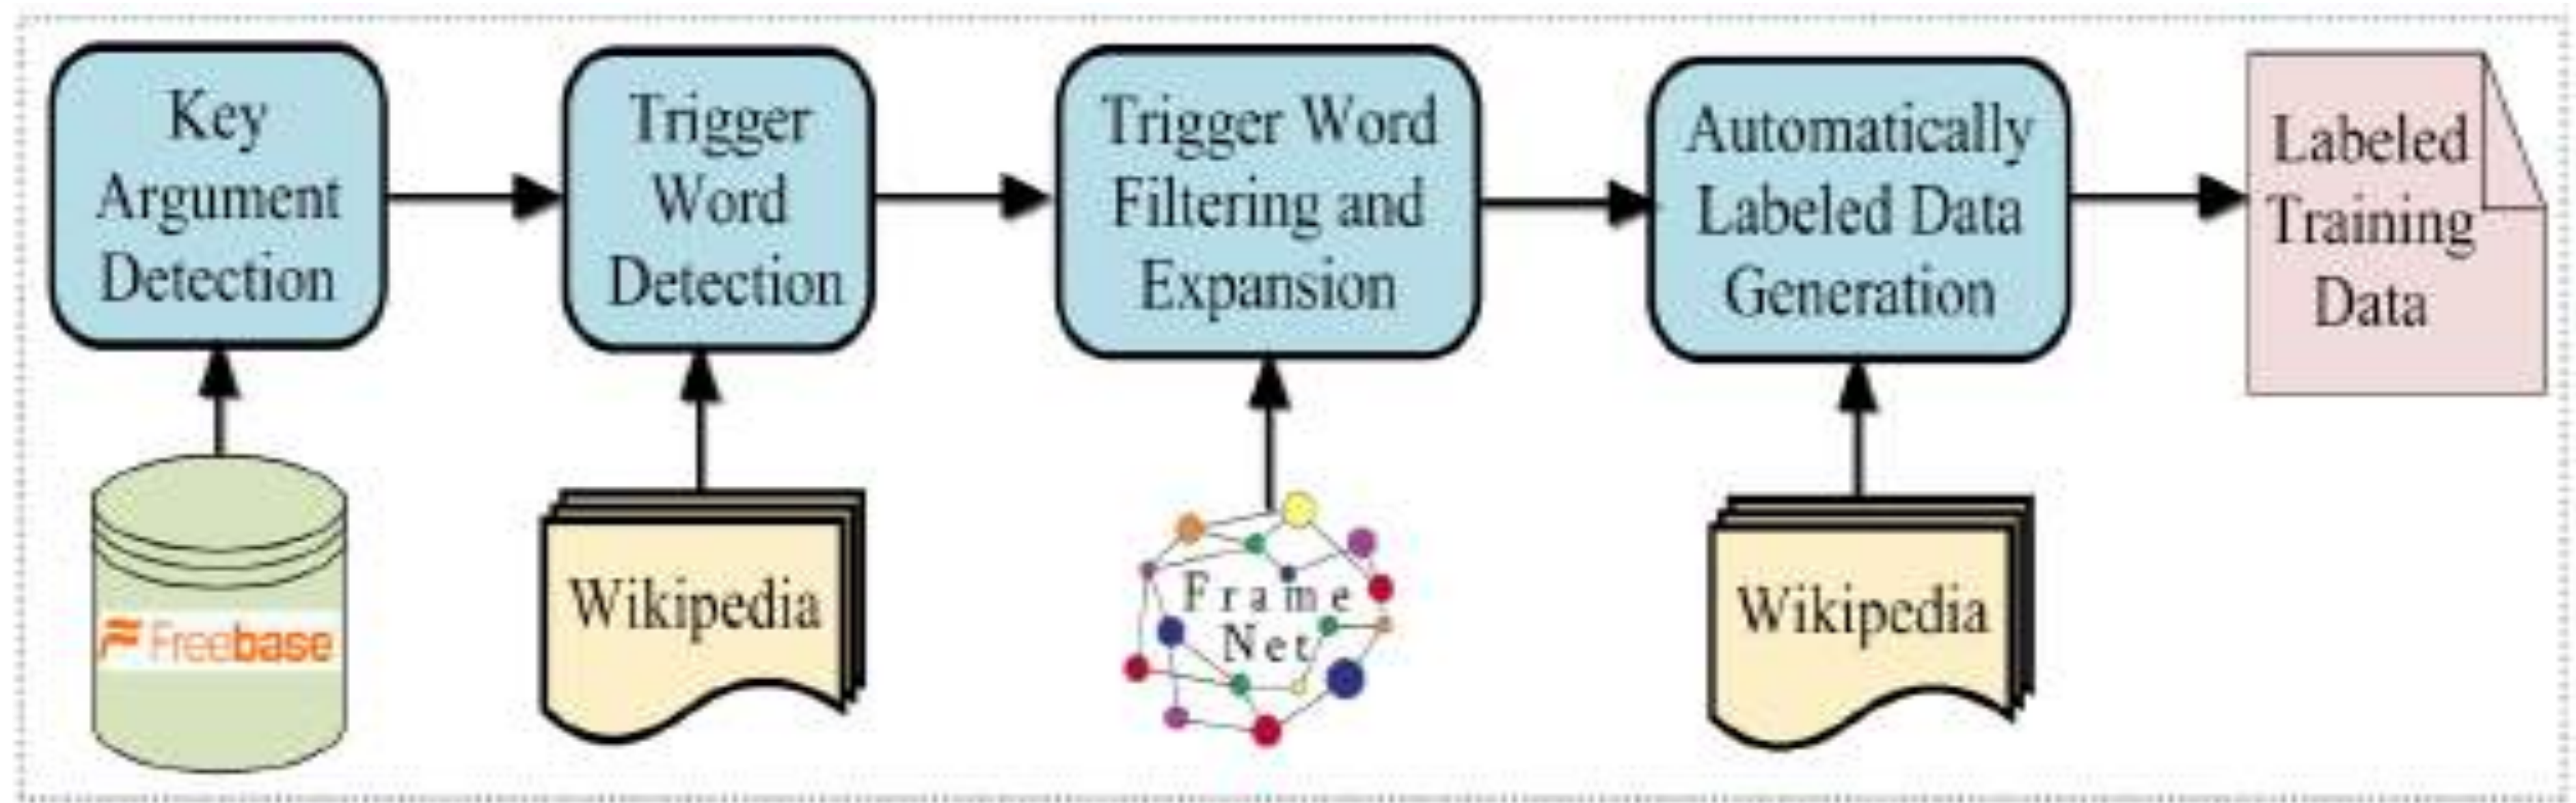 Key
Argument
Detection
Trigger
Word
Detection
Trigger Word
Filtering and
Expansion
Automatically
Labeled Data
Generation
Labeled
Training
Data
Freebase
Wikipedia
Frame
Net
Wikipedia